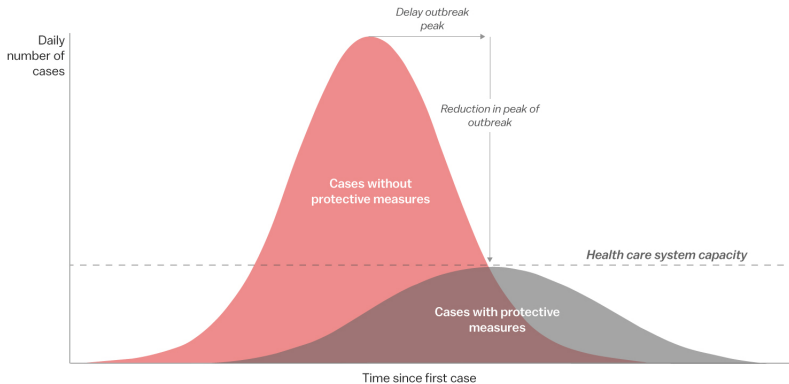 Delay outbreak
peak
Daily
number of
cases
Reduction in peak of
outbreak
Cases without
protective measures
Health care system capacity
Cases with protective
measures
Time since first case